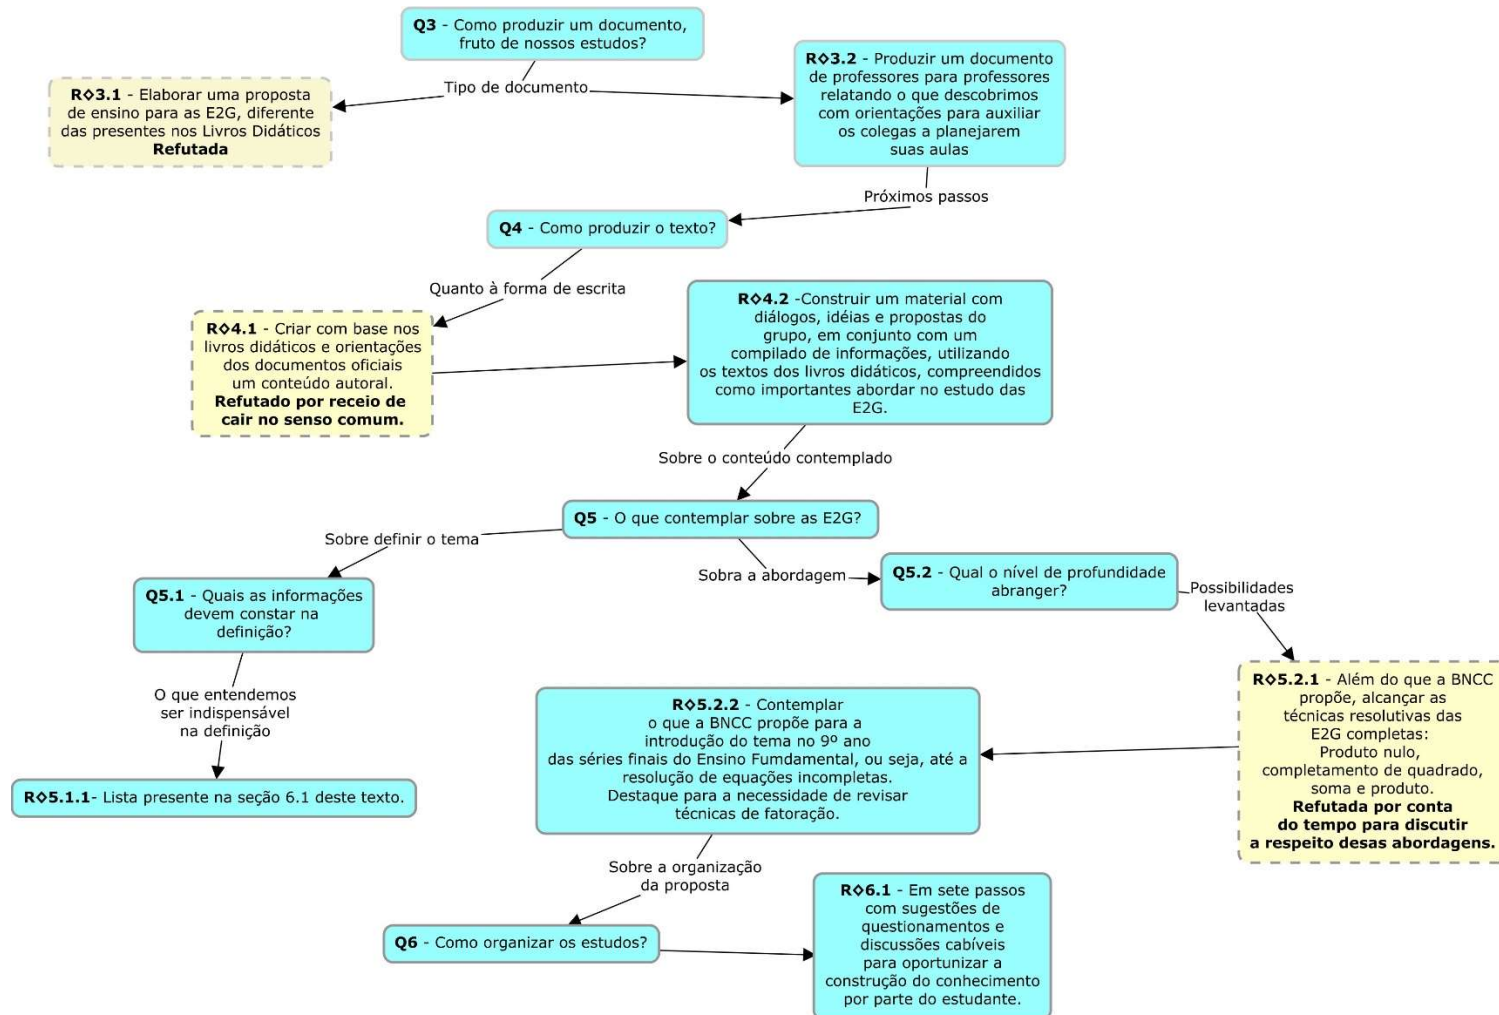 Q3 - Como produzir um documento,
fruto de nossos estudos?
Tipo de documento
R◊3.1 - Elaborar uma proposta
de ensino para as E2G, diferente
das presentes nos Livros Didáticos
Refutada
R◊3.2 - Produzir um documento
de professores para professores
relatando o que descobrimos
com orientações para auxiliar
os colegas a planejarem
suas aulas
Próximos passos
Q4 - Como produzir o texto?
Quanto à forma de escrita
R◊4.1 - Criar com base nos
livros didáticos e orientações
dos documentos oficiais
um conteúdo autoral.
Refutado por receio de
cair no senso comum.
R◊4.2 -Construir um material com
diálogos, idéias e propostas do
grupo, em conjunto com um
compilado de informações, utilizando
os textos dos livros didáticos, compreendidos
como importantes abordar no estudo das
E2G.
Sobre o conteúdo contemplado
Q5 - O que contemplar sobre as E2G?
Sobre definir o tema
Sobra a abordagem
Q5.1 - Quais as informações
devem constar na
definição?
Q5.2 - Qual o nível de profundidade
abranger?
Possibilidades
levantadas
O que entendemos
ser indispensável
na definição
R◊5.1.1- Lista presente na seção 6.1 deste texto.
R◊5.2.1 - Além do que a BNCC
propõe, alcançar as
técnicas resolutivas das
E2G completas:
Produto nulo,
completamento de quadrado,
soma e produto.
Refutada por conta
do tempo para discutir
a respeito desas abordagens.
R◊5.2.2 - Contemplar
o que a BNCC propõe para a
introdução do tema no 9º ano
das séries finais do Ensino Fumdamental, ou seja, até a
resolução de equações incompletas.
Destaque para a necessidade de revisar
técnicas de fatoração.
Sobre a organização
da proposta
Q6 - Como organizar os estudos?
R◊6.1 - Em sete passos
com sugestões de
questionamentos e
discussões cabíveis
para oportunizar a
construção do conhecimento
por parte do estudante.